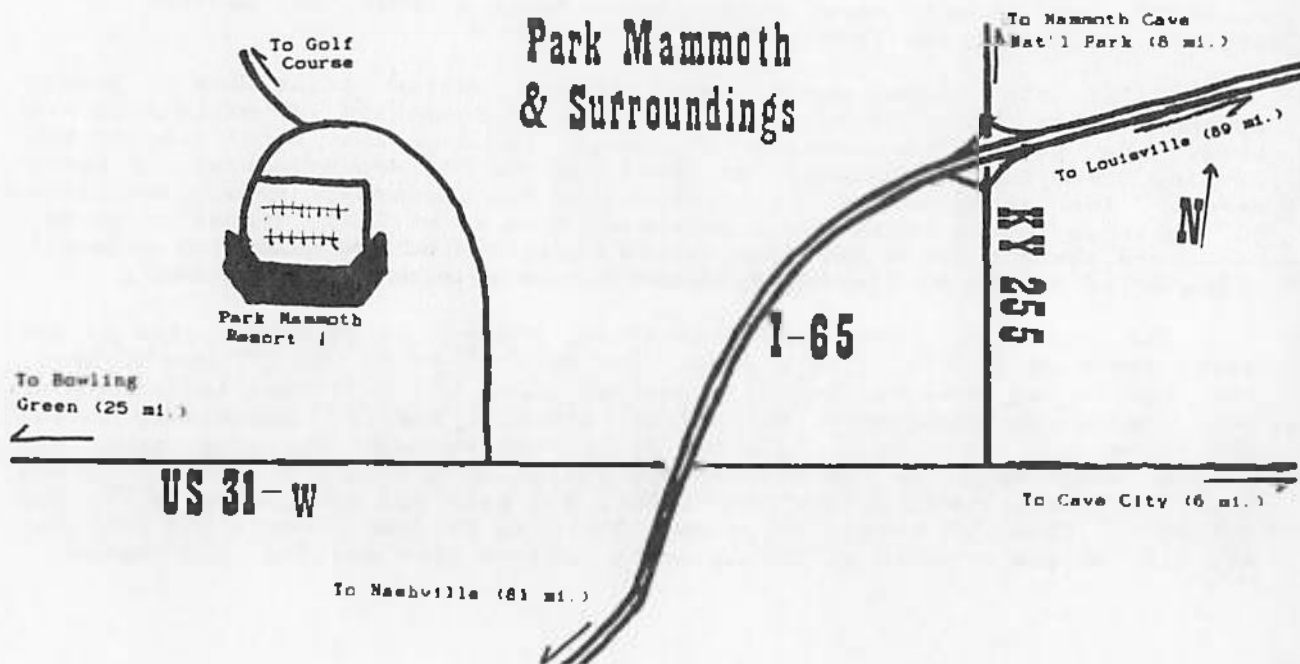 Park Mammoth
& Surroundings
To Golf
Course
To Mammoth Cave
Nat'l Park (8 mi.)
To Louisville (89 mi.)
N
KY 255
I-65
Park Mammoth
Resort
To Bowling
Green (25 mi.)
US 31-W
To Cave City (6 mi.)
To Nashville (81 mi.)